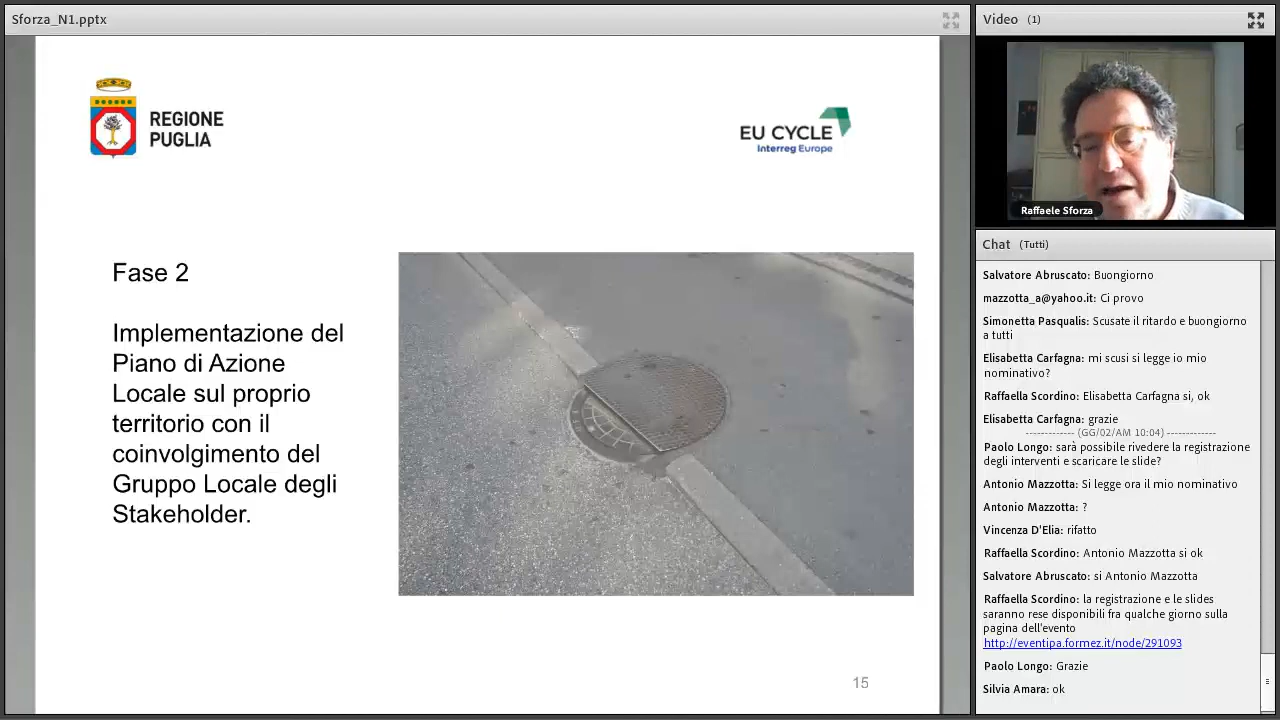 Sforza_N1.pptx
REGIONE
PUGLIA
EU CYCLE
Interreg Europe
Fase 2
Implementazione del
Piano di Azione
Locale sul proprio
territorio con il
coinvolgimento del
Gruppo Locale degli
Stakeholder.
15
Video (1)
Raffaele Sforza
Chat (Tutti)
Salvatore Abruscato: Buongiorno
mazzotta_a@yahoo.it: Ci provo
Simonetta Pasqualis: Scusate il ritardo e buongiorno
a tutti
Elisabetta Carfagna: mi scusi si legge io mio
nominativo?
Raffaella Scordino: Elisabetta Carfagna si, ok
Elisabetta Carfagna: grazie
------------ (GG/02/AM 10:04) ------------
Paolo Longo: sarà possibile rivedere la registrazione
degli interventi e scaricare le slide?
Antonio Mazzotta: Si legge ora il mio nominativo
Antonio Mazzotta: ?
Vincenza D'Elia: rifatto
Raffaella Scordino: Antonio Mazzotta si ok
Salvatore Abruscato: si Antonio Mazzotta
Raffaella Scordino: la registrazione e le slides
saranno rese disponibili fra qualche giorno sulla
pagina dell'evento
http://eventipa.formez.it/node/291093
Paolo Longo: Grazie
Silvia Amara: ok